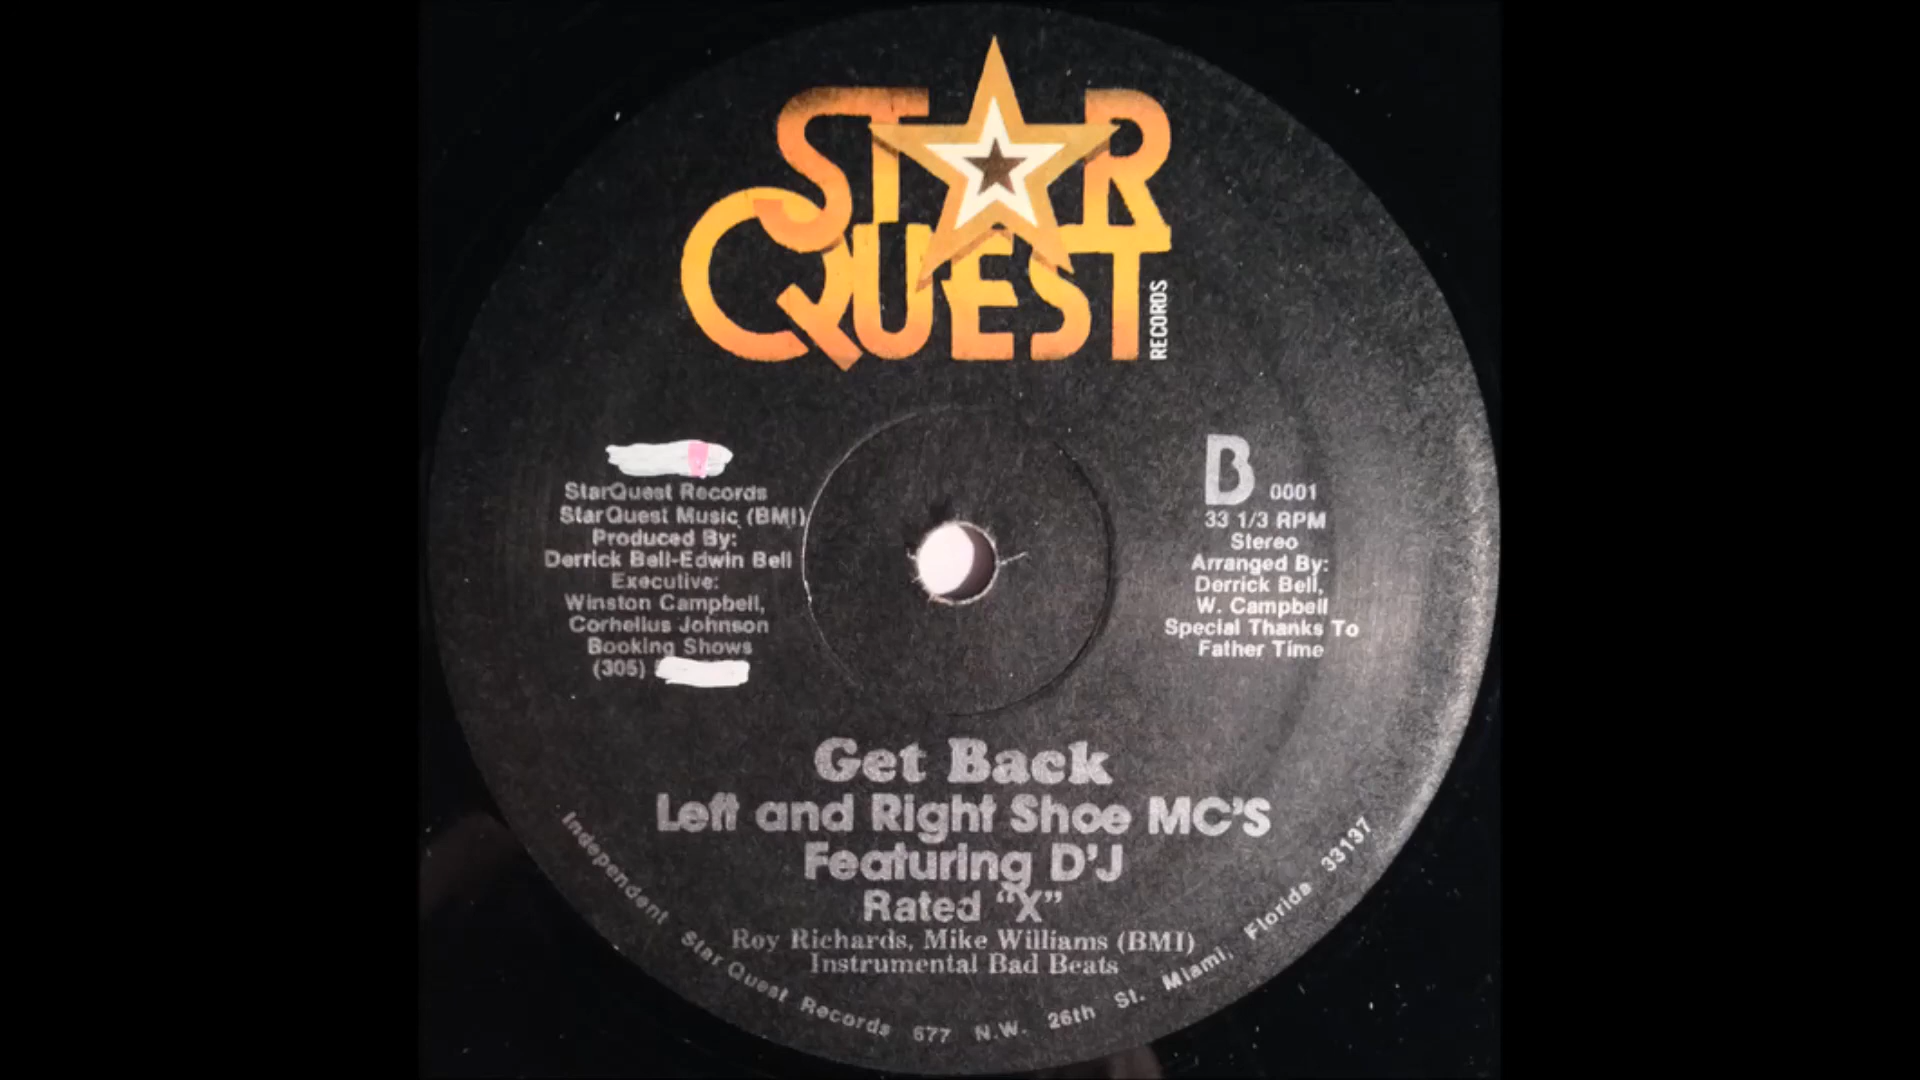 STAR
QUEST
RECORDS
StarQuest Records
StarQuest Music (BMI)
Produced By:
Derrick Bell-Edwin Bell
Executive:
Winston Campbell,
Cornelius Johnson
Booking Shows
(305)
B 0001
33 1/3 RPM
Stereo
Arranged By:
Derrick Bell,
W. Campbell
Special Thanks To
Father Time
Get Back
Left and Right Shoe MC'S
Featuring D'J
Rated "X"
Roy Richards, Mike Williams (BMI)
Instrumental Bad Beats
Independent Star Quest Records 577 N.W. 26th St. Miami, Florida 33137